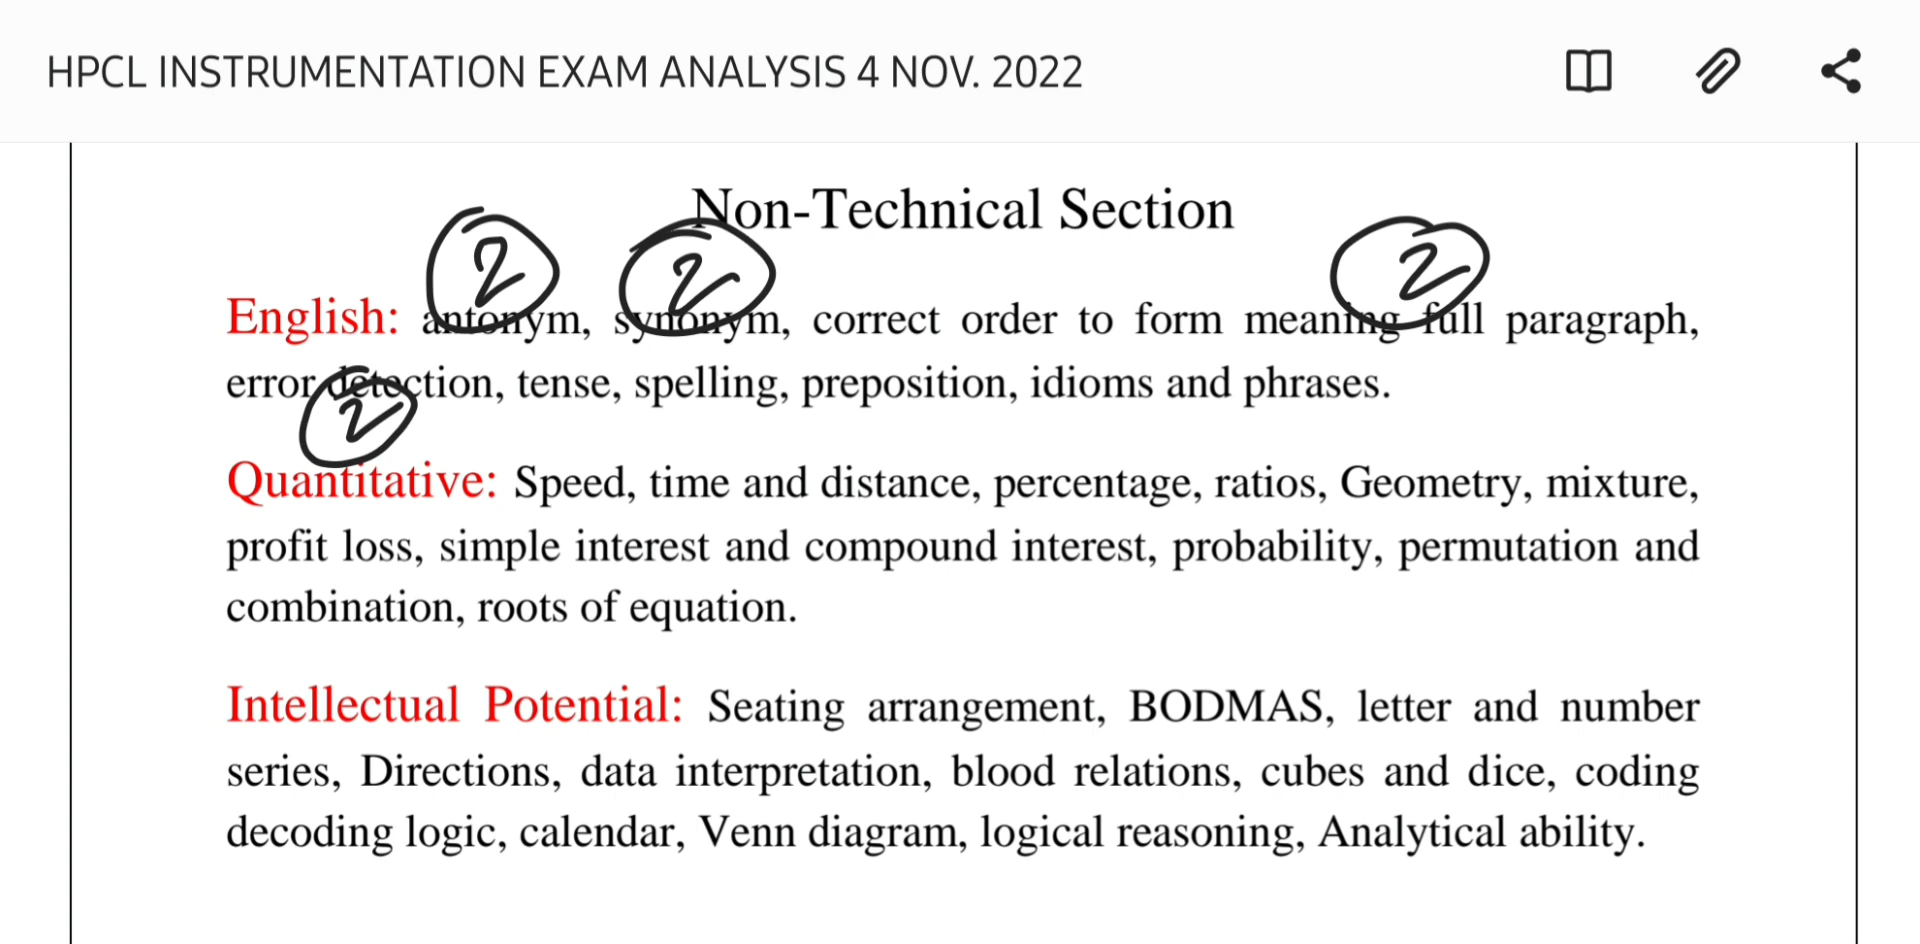 HPCL INSTRUMENTATION EXAM ANALYSIS 4 NOV. 2022
Non-Technical Section
2 2 2
English: antonym, synonym, correct order to form meaning full paragraph,
error detection, tense, spelling, preposition, idioms and phrases.
2
Quantitative: Speed, time and distance, percentage, ratios, Geometry, mixture,
profit loss, simple interest and compound interest, probability, permutation and
combination, roots of equation.
Intellectual Potential: Seating arrangement, BODMAS, letter and number
series, Directions, data interpretation, blood relations, cubes and dice, coding
decoding logic, calendar, Venn diagram, logical reasoning, Analytical ability.